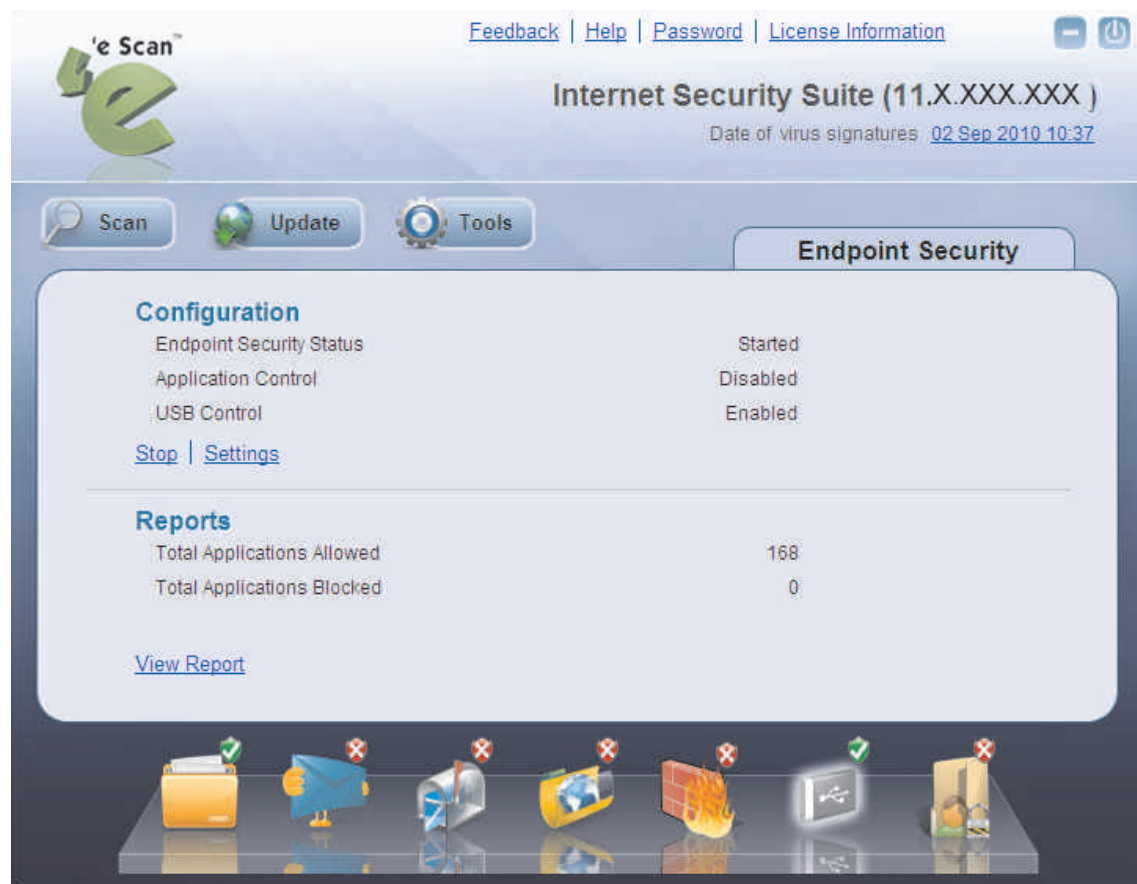 'e Scan™
Feedback | Help | Password | License Information
Internet Security Suite (11.X.XXX.XXX )
Date of virus signatures 02 Sep 2010 10:37
Scan Update Tools
Endpoint Security
Configuration
Endpoint Security Status Started
Application Control Disabled
USB Control Enabled
Stop | Settings
Reports
Total Applications Allowed 168
Total Applications Blocked 0
View Report